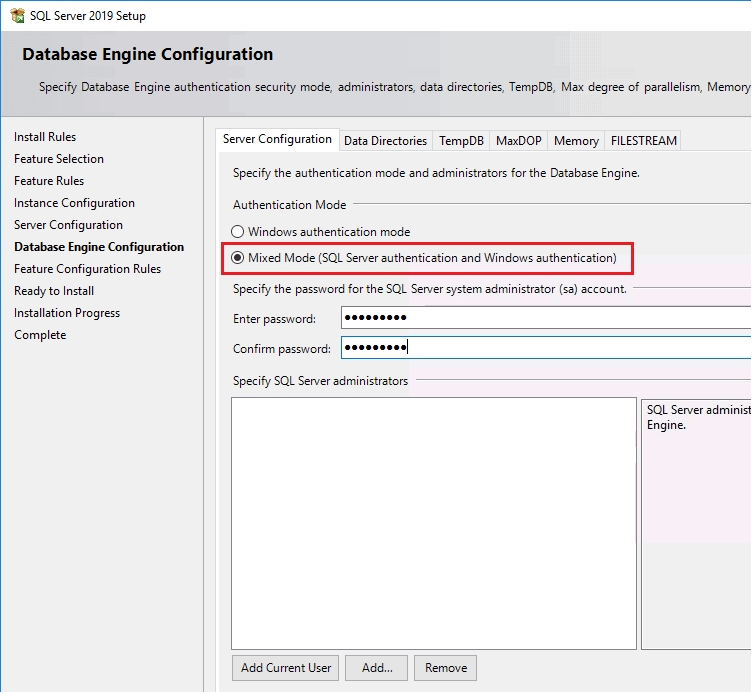 SQL Server 2019 Setup
Database Engine Configuration
Specify Database Engine authentication security mode, administrators, data directories, TempDB, Max degree of parallelism, Memory
Install Rules
Feature Selection
Feature Rules
Instance Configuration
Server Configuration
Database Engine Configuration
Feature Configuration Rules
Ready to Install
Installation Progress
Complete
Server Configuration Data Directories TempDB MaxDOP Memory FILESTREAM
Specify the authentication mode and administrators for the Database Engine.
Authentication Mode
Windows authentication mode
Mixed Mode (SQL Server authentication and Windows authentication)
Specify the password for the SQL Server system administrator (sa) account.
Enter password: ●●●●●●●●●
Confirm password: ●●●●●●●●●
Specify SQL Server administrators
SQL Server administ
Engine.
Add Current User Add... Remove